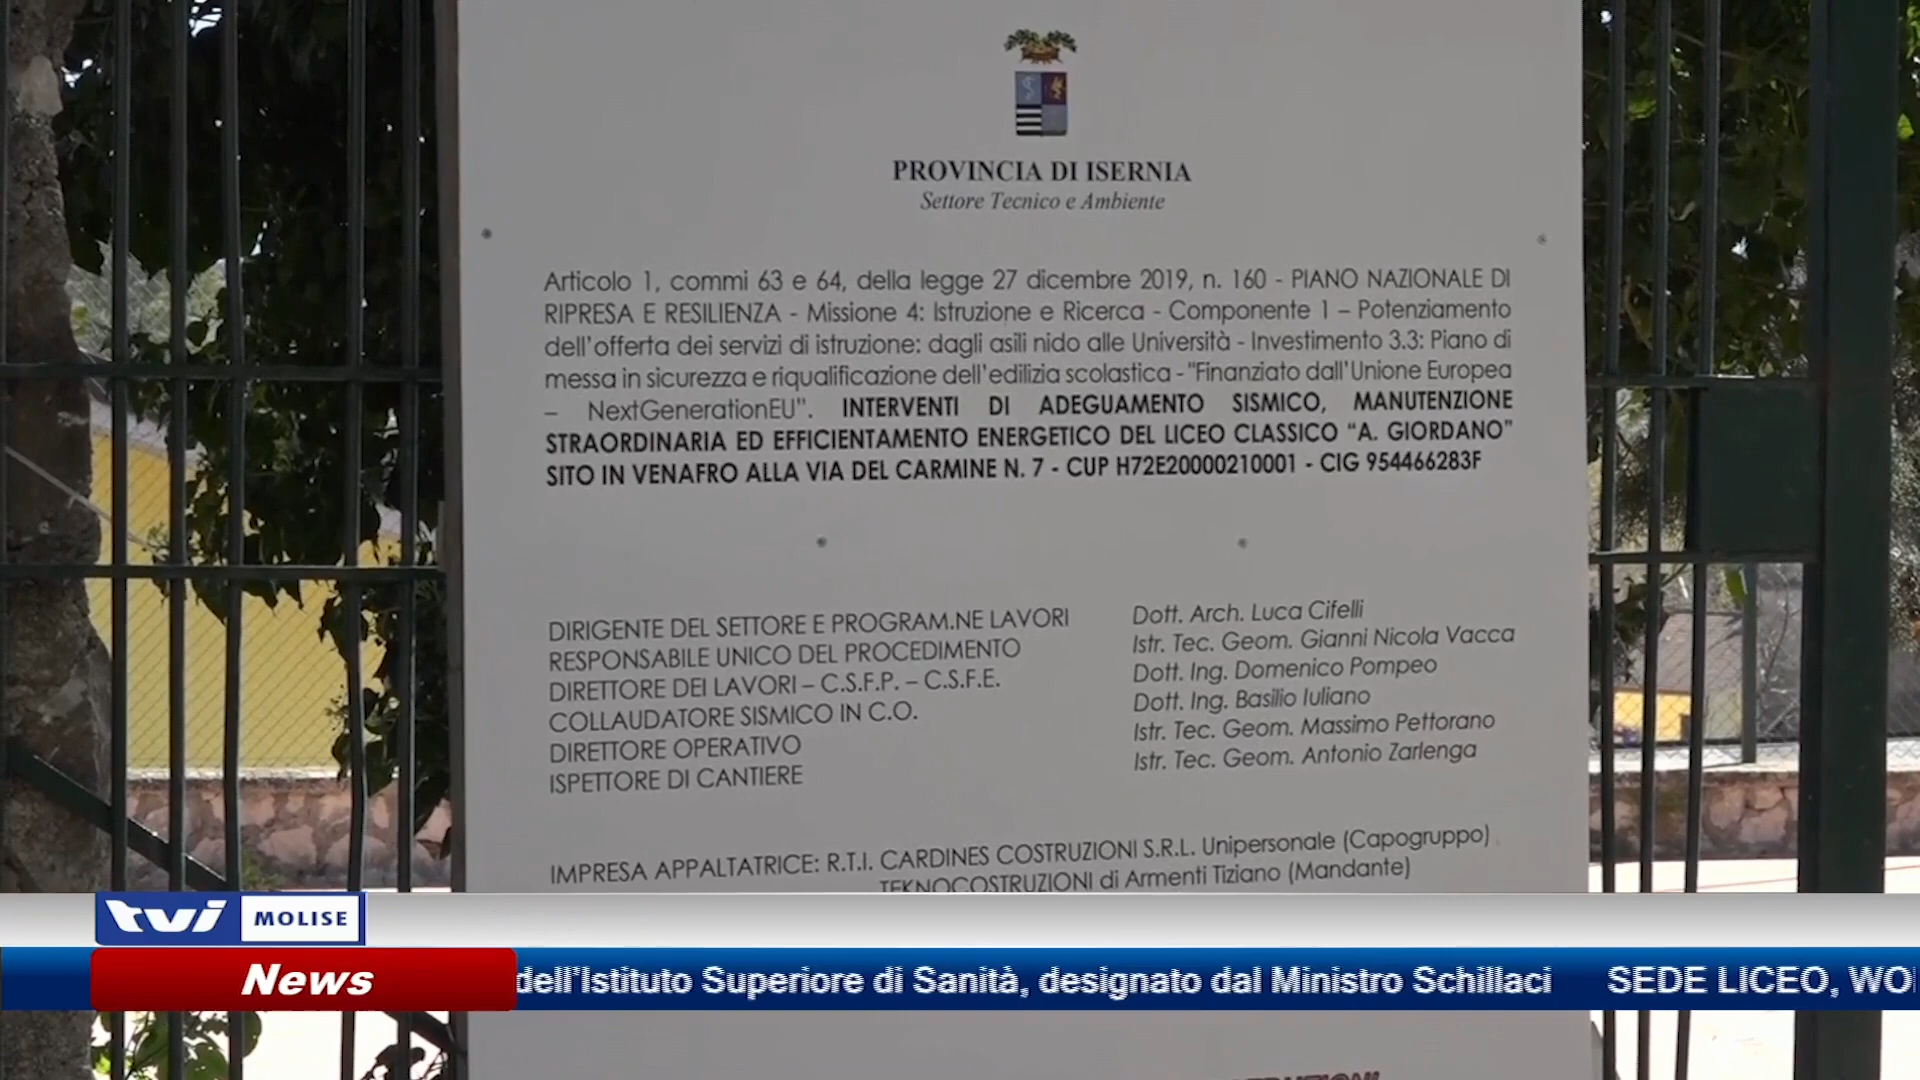 PROVINCIA DI ISERNIA
Settore Tecnico e Ambiente
Articolo 1, commi 63 e 64, della legge 27 dicembre 2019, n. 160 - PIANO NAZIONALE DI
RIPRESA E RESILIENZA - Missione 4: Istruzione e Ricerca - Componente 1 – Potenziamento
dell'offerta dei servizi di istruzione: dagli asili nido alle Università - Investimento 3.3: Piano di
messa in sicurezza e riqualificazione dell'edilizia scolastica - "Finanziato dall'Unione Europea
– NextGenerationEU". INTERVENTI DI ADEGUAMENTO SISMICO, MANUTENZIONE
STRAORDINARIA ED EFFICIENTAMENTO ENERGETICO DEL LICEO CLASSICO “A. GIORDANO”
SITO IN VENAFRO ALLA VIA DEL CARMINE N. 7 - CUP H72E20000210001 - CIG 954466283F
DIRIGENTE DEL SETTORE E PROGRAM.NE LAVORI Dott. Arch. Luca Cifelli
RESPONSABILE UNICO DEL PROCEDIMENTO Istr. Tec. Geom. Gianni Nicola Vacca
DIRETTORE DEI LAVORI – C.S.F.P. – C.S.F.E. Dott. Ing. Domenico Pompeo
COLLAUDATORE SISMICO IN C.O. Dott. Ing. Basilio Iuliano
DIRETTORE OPERATIVO Istr. Tec. Geom. Massimo Pettorano
ISPETTORE DI CANTIERE Istr. Tec. Geom. Antonio Zarlenga
IMPRESA APPALTATRICE: R.T.I. CARDINES COSTRUZIONI S.R.L. Unipersonale (Capogruppo)
TEKNOCOSTRUZIONI di Armenti Tiziano (Mandante)
tvi MOLISE
News dell'Istituto Superiore di Sanità, designato dal Ministro Schillaci SEDE LICEO,